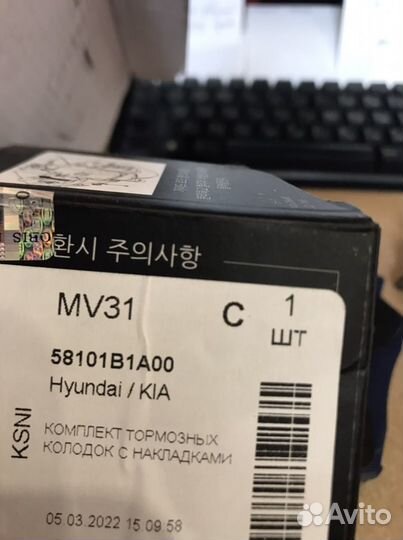 환시 주의사항
MV31
C
1
ШТ
58101B1A00
Hyundai / KIA
KSNI
КОМПЛЕКТ ТОРМОЗНЫХ
КОЛОДОК С НАКЛАДКАМИ
05.03.2022 15:09:58
Avito